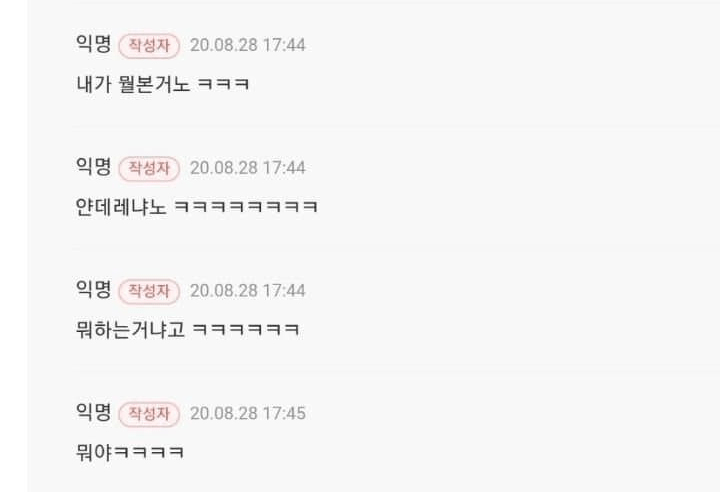 익명 작성자 20.08.28 17:44
내가 뭘본거노 ㅋㅋㅋ
익명 작성자 20.08.28 17:44
얀데레냐노 ㅋㅋㅋㅋㅋㅋㅋㅋ
익명 작성자 20.08.28 17:44
뭐하는거냐고 ㅋㅋㅋㅋㅋㅋ
익명 작성자 20.08.28 17:45
뭐야ㅋㅋㅋㅋ